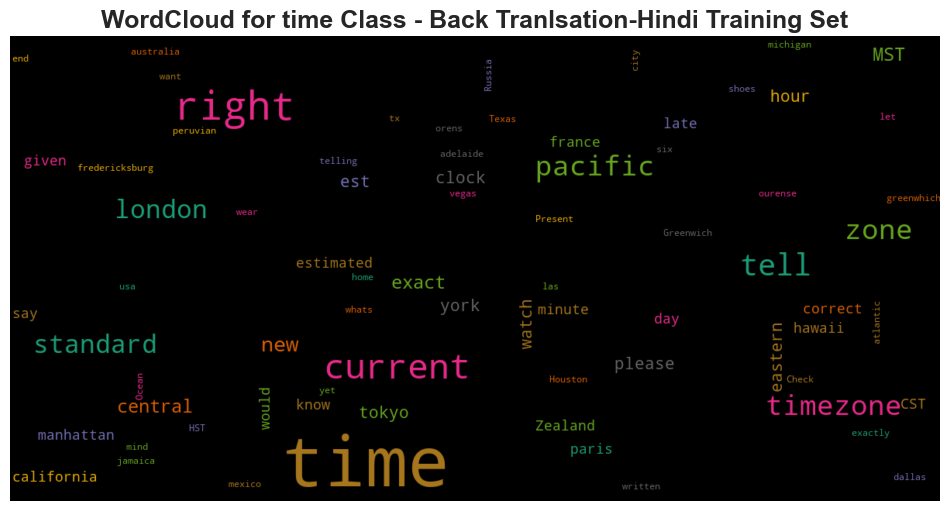 WordCloud for time Class - Back Tranlsation-Hindi Training Set
end
australia
michigan
city
MST
want
Russia
shoes
hour
right
tx
orens
Texas
late
let
peruvian
france
six
given
fredericksburg
telling
adelaide
pacific
est
clock
vegas
ourense
greenwhich
london
wear
Present
Greenwich
zone
estimated
tell
home
exact
usa
las
say
whats
york
watch
minute
day
correct
hawaii
atlantic
standard
new
current
please
eastern
Ocean
yet
Houston
Check
central
would
know
tokyo
timezone
CST
manhattan
HST
Zealand
exactly
mind
time
paris
jamaica
california
mexico
written
dallas